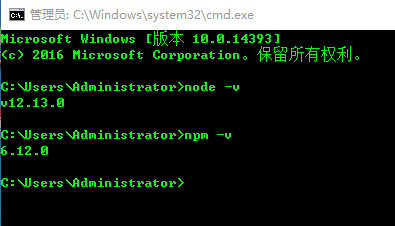 管理员: C:\Windows\system32\cmd.exe
Microsoft Windows [版本 10.0.14393]
(c) 2016 Microsoft Corporation。保留所有权利。
C:\Users\Administrator>node -v
v12.13.0
C:\Users\Administrator>npm -v
6.12.0
C:\Users\Administrator>